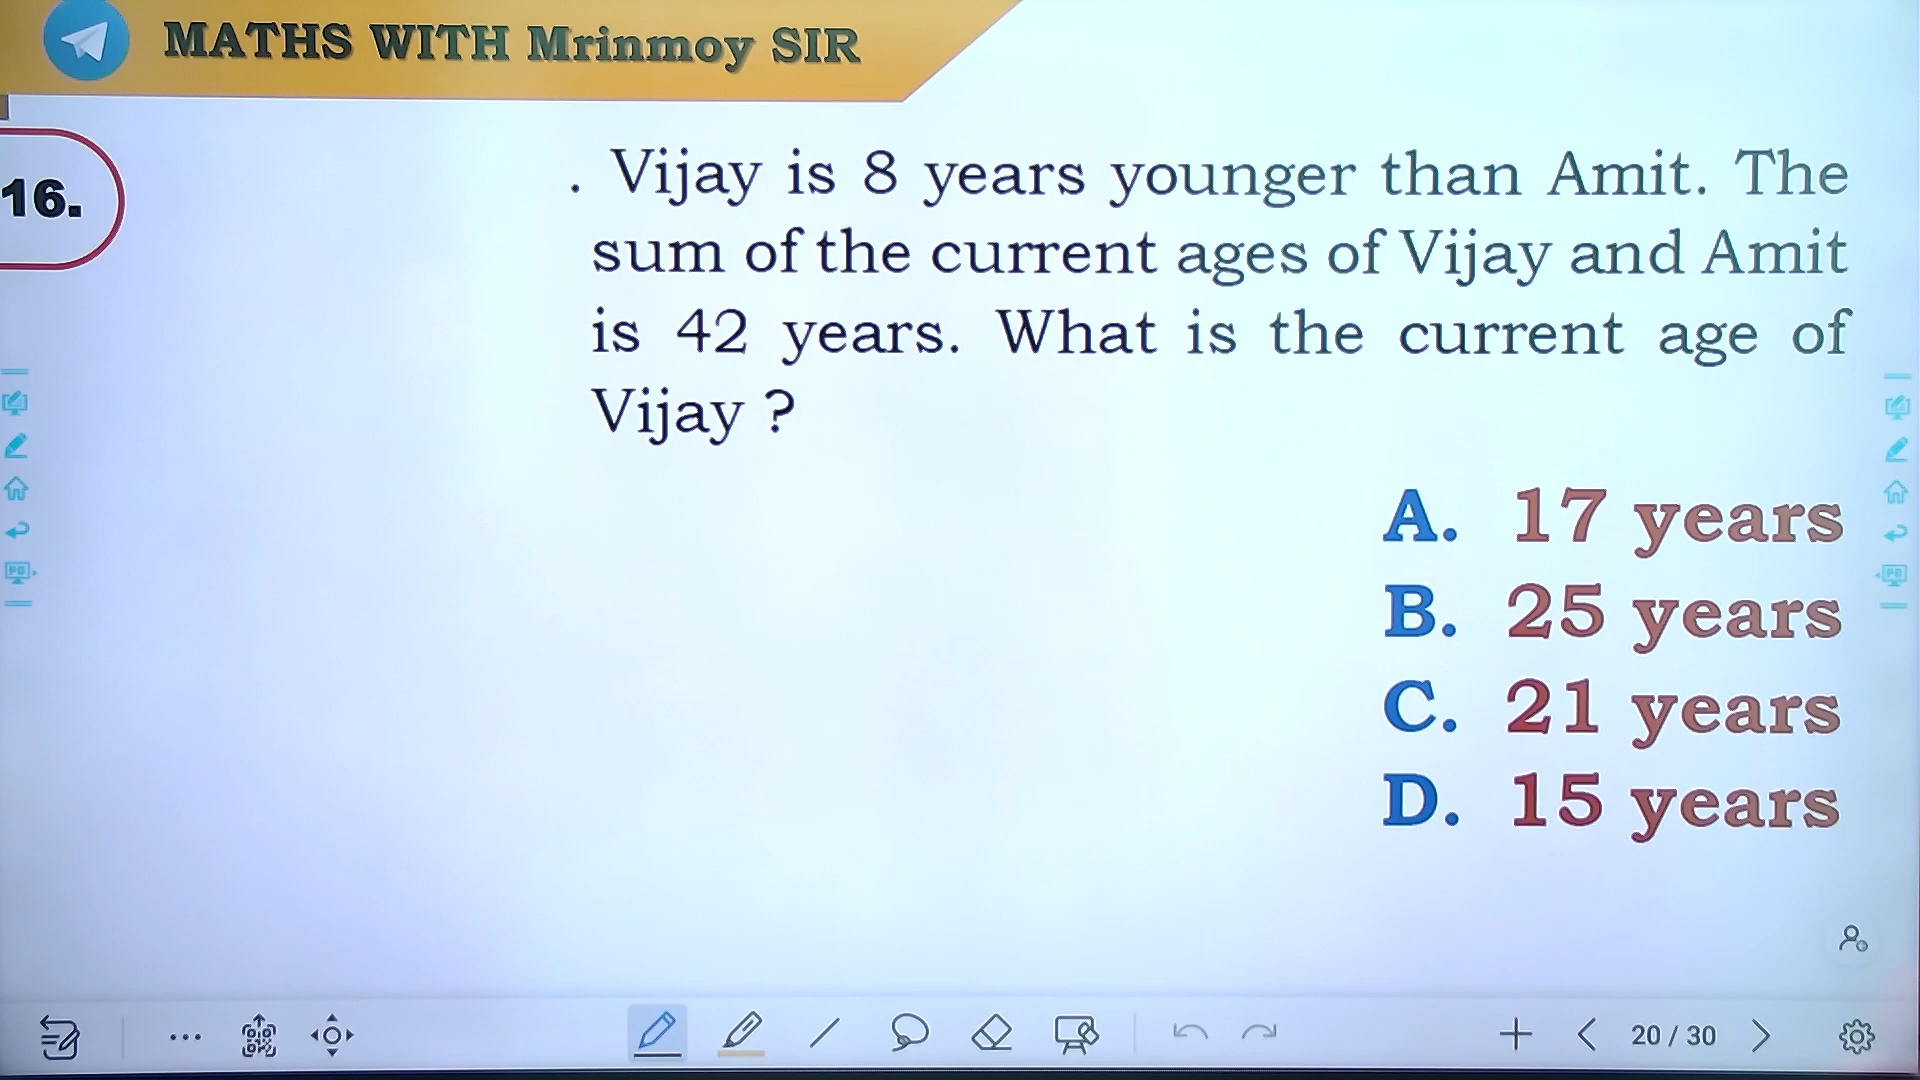 MATHS WITH Mrinmoy SIR
16.
. Vijay is 8 years younger than Amit. The
sum of the current ages of Vijay and Amit
is 42 years. What is the current age of
Vijay ?
A. 17 years
B. 25 years
C. 21 years
D. 15 years
20 / 30